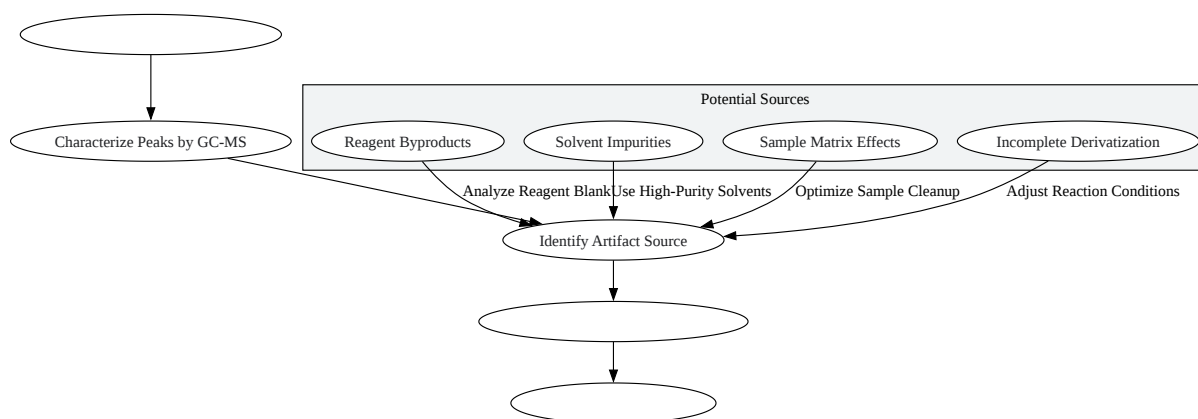 Potential Sources
Characterize Peaks by GC-MS
Reagent Byproducts
Solvent Impurities
Sample Matrix Effects
Incomplete Derivatization
Analyze Reagent Blank
Use High-Purity Solvents
Optimize Sample Cleanup
Adjust Reaction Conditions
Identify Artifact Source